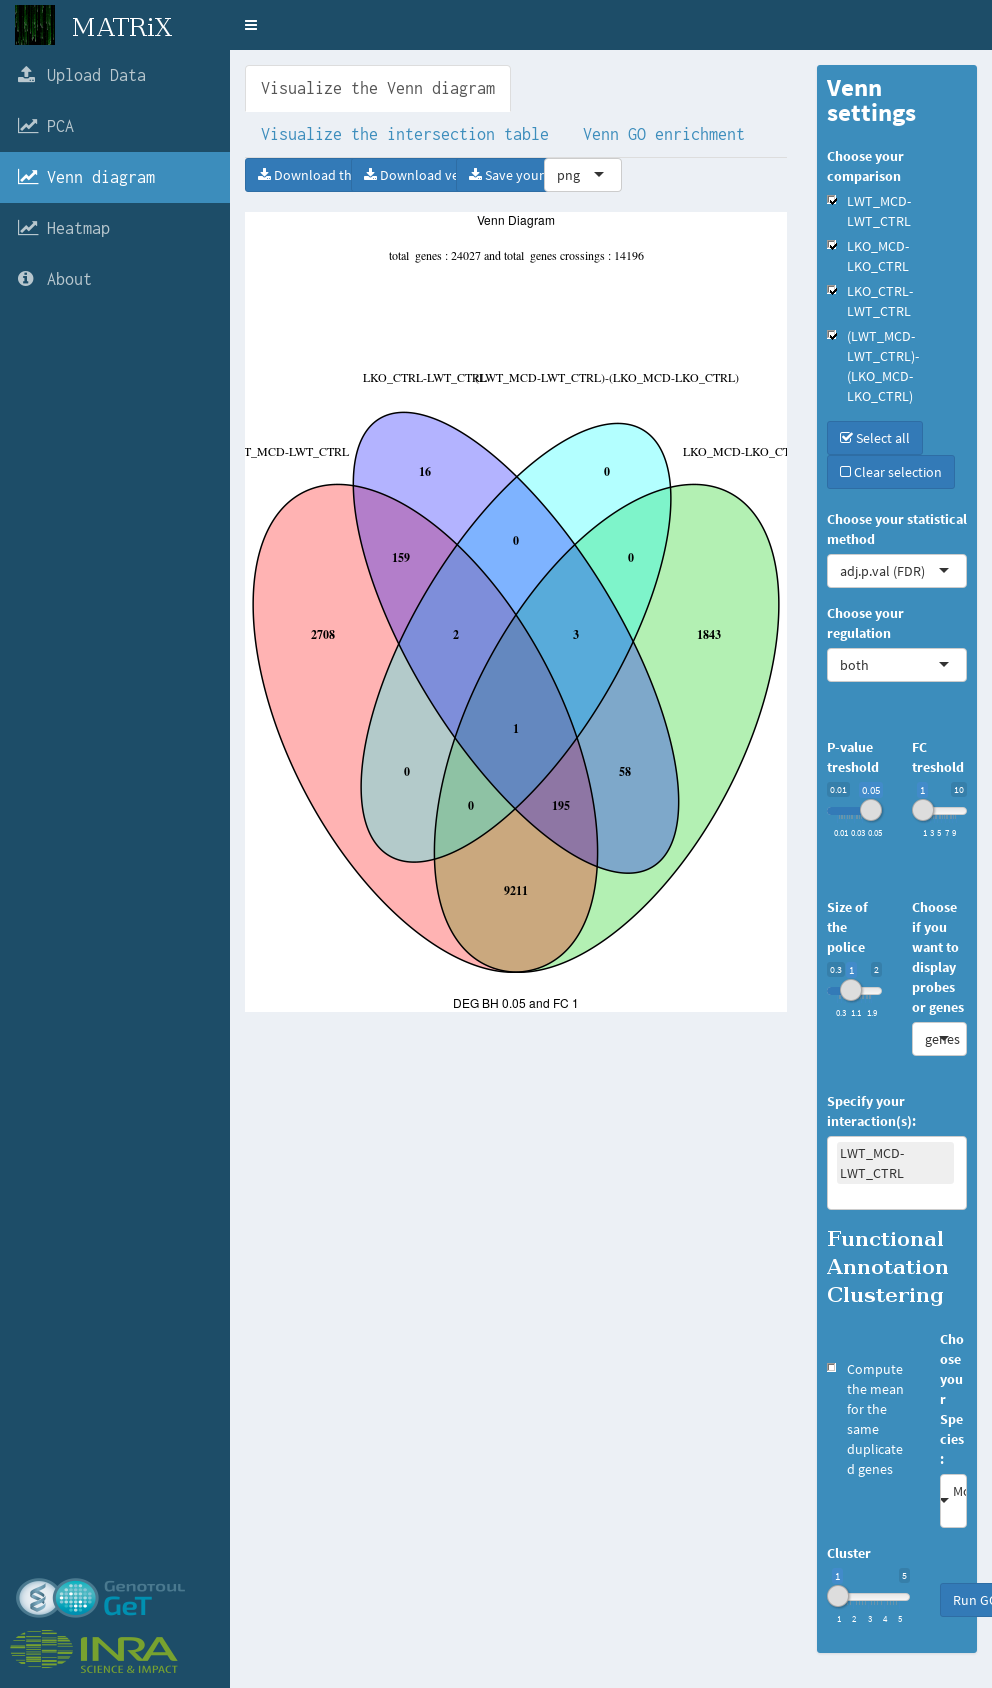 MATRiX
Upload Data
PCA
Venn diagram
Heatmap
About
Visualize the Venn diagram
Visualize the intersection table
Venn GO enrichment
Download th
Download ve
Save your
png
Venn Diagram
total genes : 24027 and total genes crossings : 14196
LKO_CTRL-LWT_CTRL
(LWT_MCD-LWT_CTRL)-(LKO_MCD-LKO_CTRL)
T_MCD-LWT_CTRL
LKO_MCD-LKO_CT
16
0
0
159
0
2708
2
3
1843
1
0
58
0
195
9211
DEG BH 0.05 and FC 1
Venn
settings
Choose your
comparison
LWT_MCD-
LWT_CTRL
LKO_MCD-
LKO_CTRL
LKO_CTRL-
LWT_CTRL
(LWT_MCD-
LWT_CTRL)-
(LKO_MCD-
LKO_CTRL)
Select all
Clear selection
Choose your statistical
method
adj.p.val (FDR)
Choose your
regulation
both
P-value
treshold
0.01 0.05
0.01 0.03 0.05
FC
treshold
1 10
1 3 5 7 9
Size of
the
police
0.3 1 2
0.3 1.1 1.9
Choose
if you
want to
display
probes
or genes
genes
Specify your
interaction(s):
LWT_MCD-
LWT_CTRL
Functional
Annotation
Clustering
Compute
the mean
for the
same
duplicate
d genes
Cho
ose
you
r
Spe
cies
:
Mo
Cluster
1 5
1 2 3 4 5
Run GO
GENOTOUL
GeT
INRA
SCIENCE & IMPACT